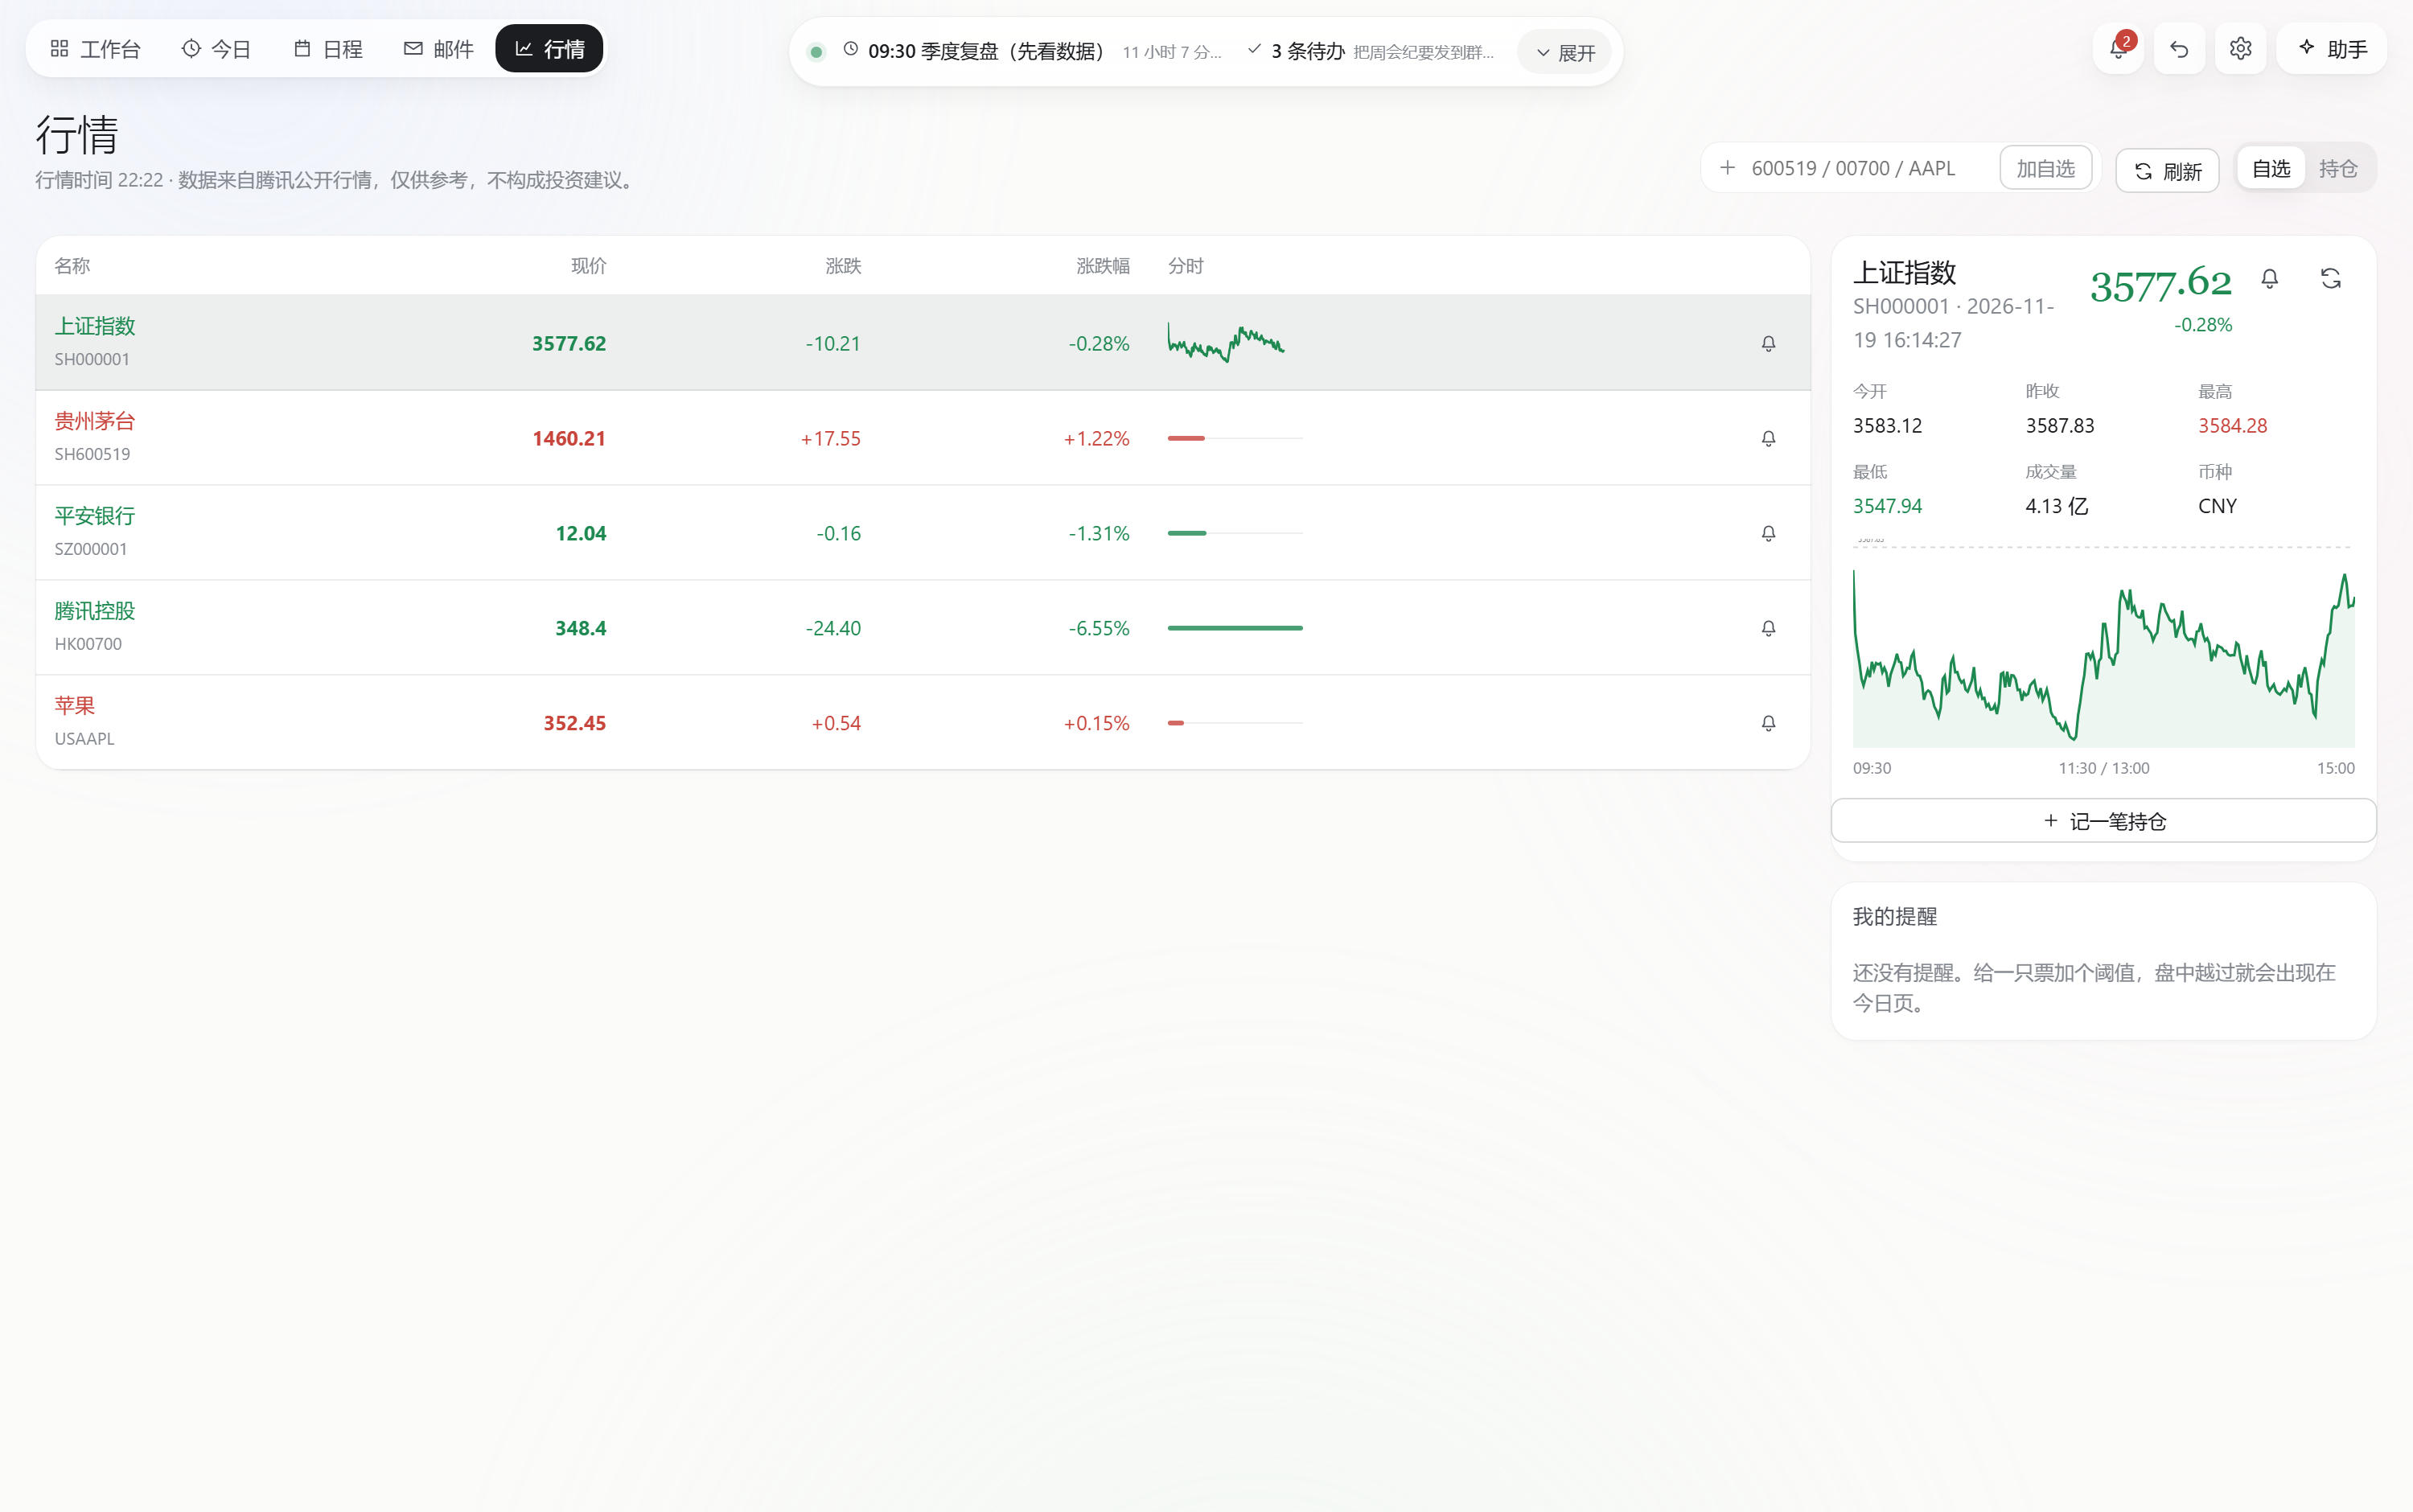 工作台 今日 日程 邮件 行情
09:30 季度复盘（先看数据） 11 小时 7 分... 3 条待办 把周会纪要发到群... 展开
2 助手
行情
行情时间 22:22 · 数据来自腾讯公开行情，仅供参考，不构成投资建议。
600519 / 00700 / AAPL 加自选 刷新 自选 持仓
名称 现价 涨跌 涨跌幅 分时
上证指数
SH000001
3577.62 -10.21 -0.28%
贵州茅台
SH600519
1460.21 +17.55 +1.22%
平安银行
SZ000001
12.04 -0.16 -1.31%
腾讯控股
HK00700
348.4 -24.40 -6.55%
苹果
USAAPL
352.45 +0.54 +0.15%
上证指数
SH000001 · 2026-11-
19 16:14:27
3577.62
-0.28%
今开 昨收 最高
3583.12 3587.83 3584.28
最低 成交量 币种
3547.94 4.13 亿 CNY
09:30 11:30 / 13:00 15:00
记一笔持仓
我的提醒
还没有提醒。给一只票加个阈值，盘中越过就会出现在
今日页。